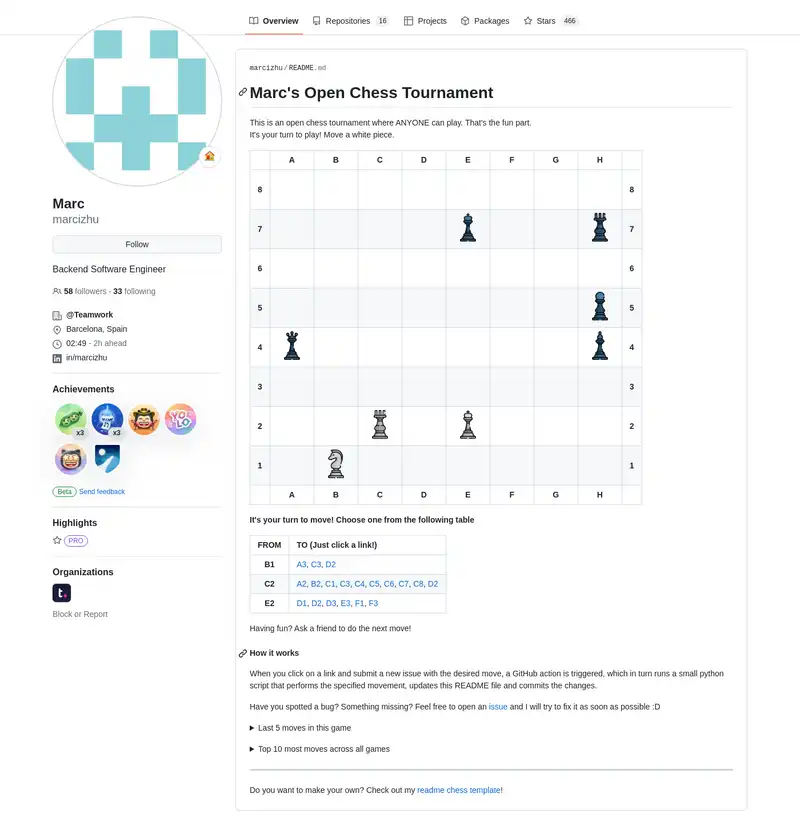 Overview Repositories 16 Projects Packages Stars 466
Marc
marcizhu
Follow
Backend Software Engineer
58 followers · 33 following
@Teamwork
Barcelona, Spain
02:49 - 2h ahead
in/marcizhu
Achievements
x3 x3 YOLO
Beta Send feedback
Highlights
PRO
Organizations
t.
Block or Report
marcizhu/README.md
Marc's Open Chess Tournament
This is an open chess tournament where ANYONE can play. That's the fun part.
It's your turn to play! Move a white piece.
A B C D E F G H
8 8
7 7
6 6
5 5
4 4
3 3
2 2
1 1
A B C D E F G H
It's your turn to move! Choose one from the following table
FROM TO (Just click a link!)
B1 A3, C3, D2
C2 A2, B2, C1, C3, C4, C5, C6, C7, C8, D2
E2 D1, D2, D3, E3, F1, F3
Having fun? Ask a friend to do the next move!
How it works
When you click on a link and submit a new issue with the desired move, a GitHub action is triggered, which in turn runs a small python
script that performs the specified movement, updates this README file and commits the changes.
Have you spotted a bug? Something missing? Feel free to open an issue and I will try to fix it as soon as possible :D
Last 5 moves in this game
Top 10 most moves across all games
Do you want to make your own? Check out my readme chess template!